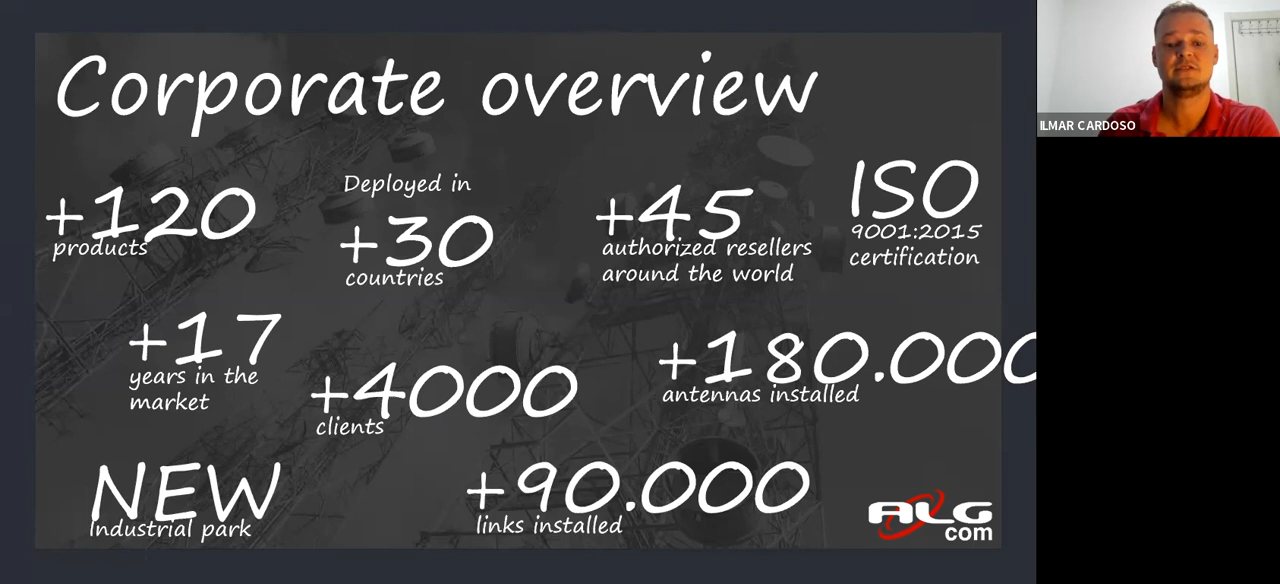 Corporate overview
+120
products
Deployed in
+30
countries
+45
authorized resellers
around the world
ISO
9001:2015
certification
+17
years in the
market
+4000
clients
+180.000
antennas installed
NEW
Industrial park
+90.000
links installed
ALG
com
ILMAR CARDOSO